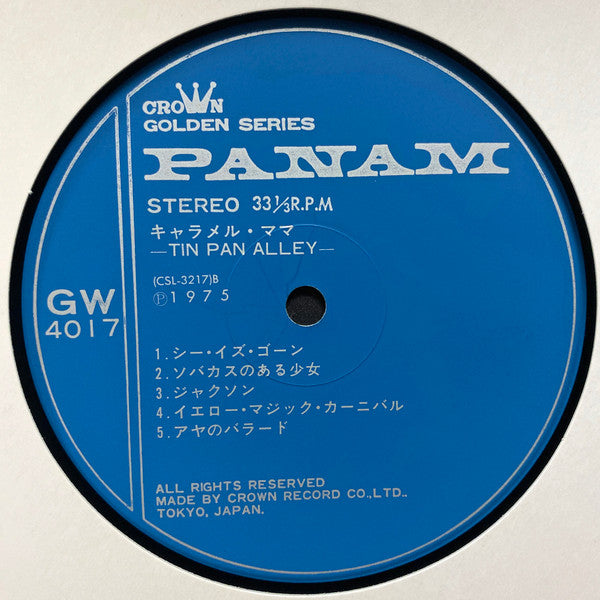 CROWN
GOLDEN SERIES
PANAM
STEREO 33 1/3 R.P.M
キャラメル・ママ
—TIN PAN ALLEY—
(CSL-3217)B
Ⓟ1975
GW
4017
1.シー・イズ・ゴーン
2.ソバカスのある少女
3.ジャクソン
4.イエロー・マジック・カーニバル
5.アヤのバラード
ALL RIGHTS RESERVED
MADE BY CROWN RECORD CO.,LTD..
TOKYO, JAPAN.